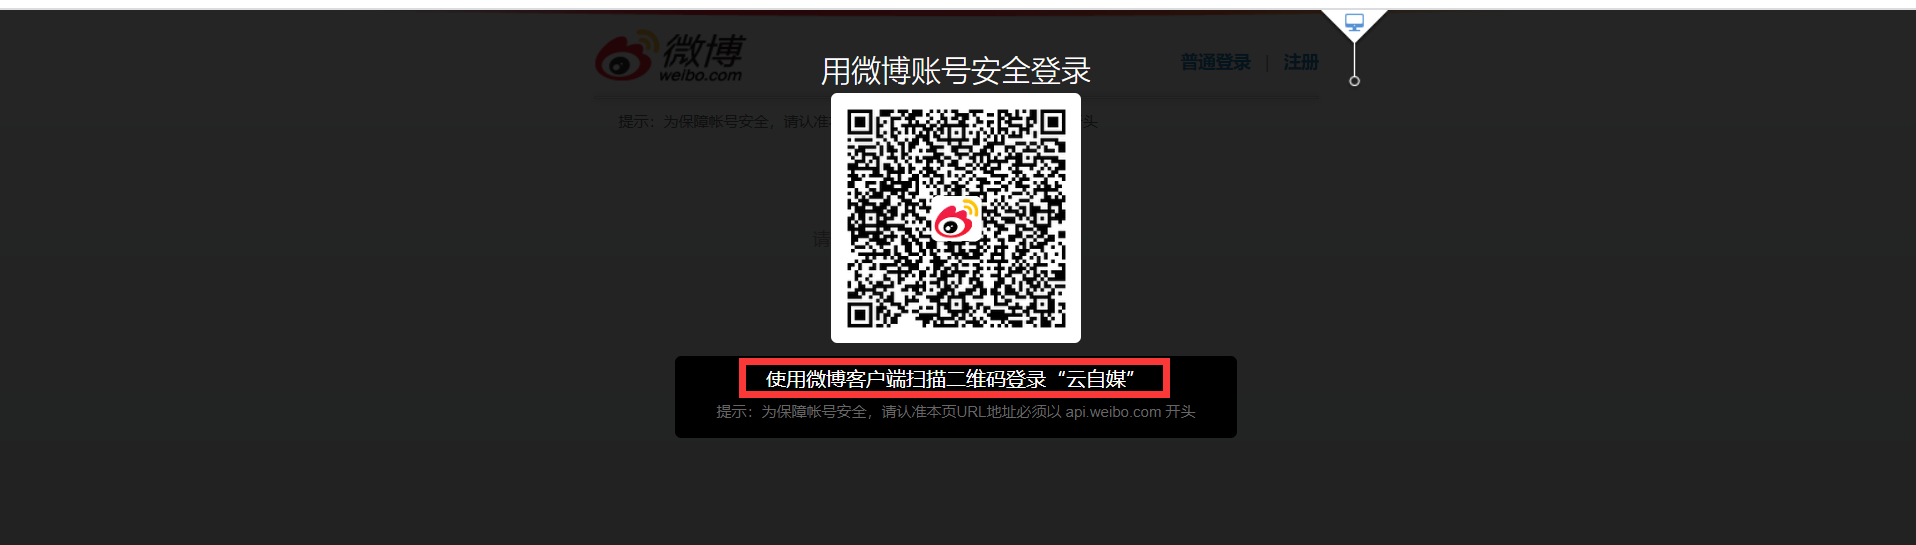 微博
weibo.com
普通登录 | 注册
用微博账号安全登录
提示：为保障帐号安全，请认准
头
请
使用微博客户端扫描二维码登录“云自媒”
提示：为保障帐号安全，请认准本页URL地址必须以 api.weibo.com 开头